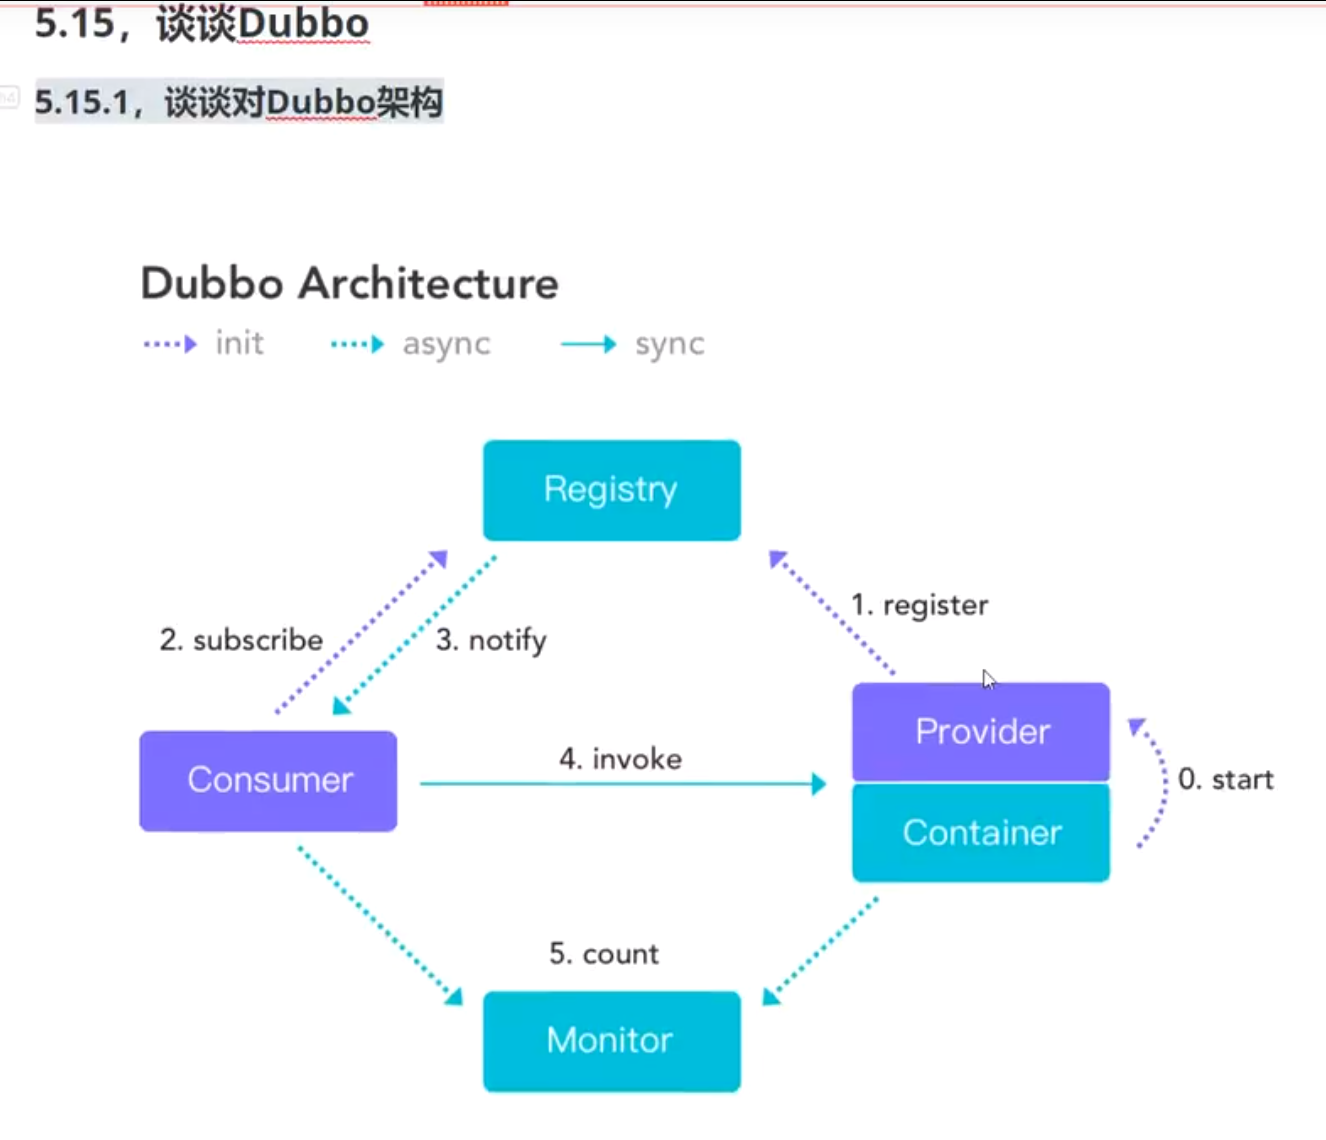 5.15，谈谈Dubbo
5.15.1，谈谈对Dubbo架构
Dubbo Architecture
init async sync
Registry
1. register
2. subscribe 3. notify
Provider
4. invoke
Consumer
0. start
Container
5. count
Monitor